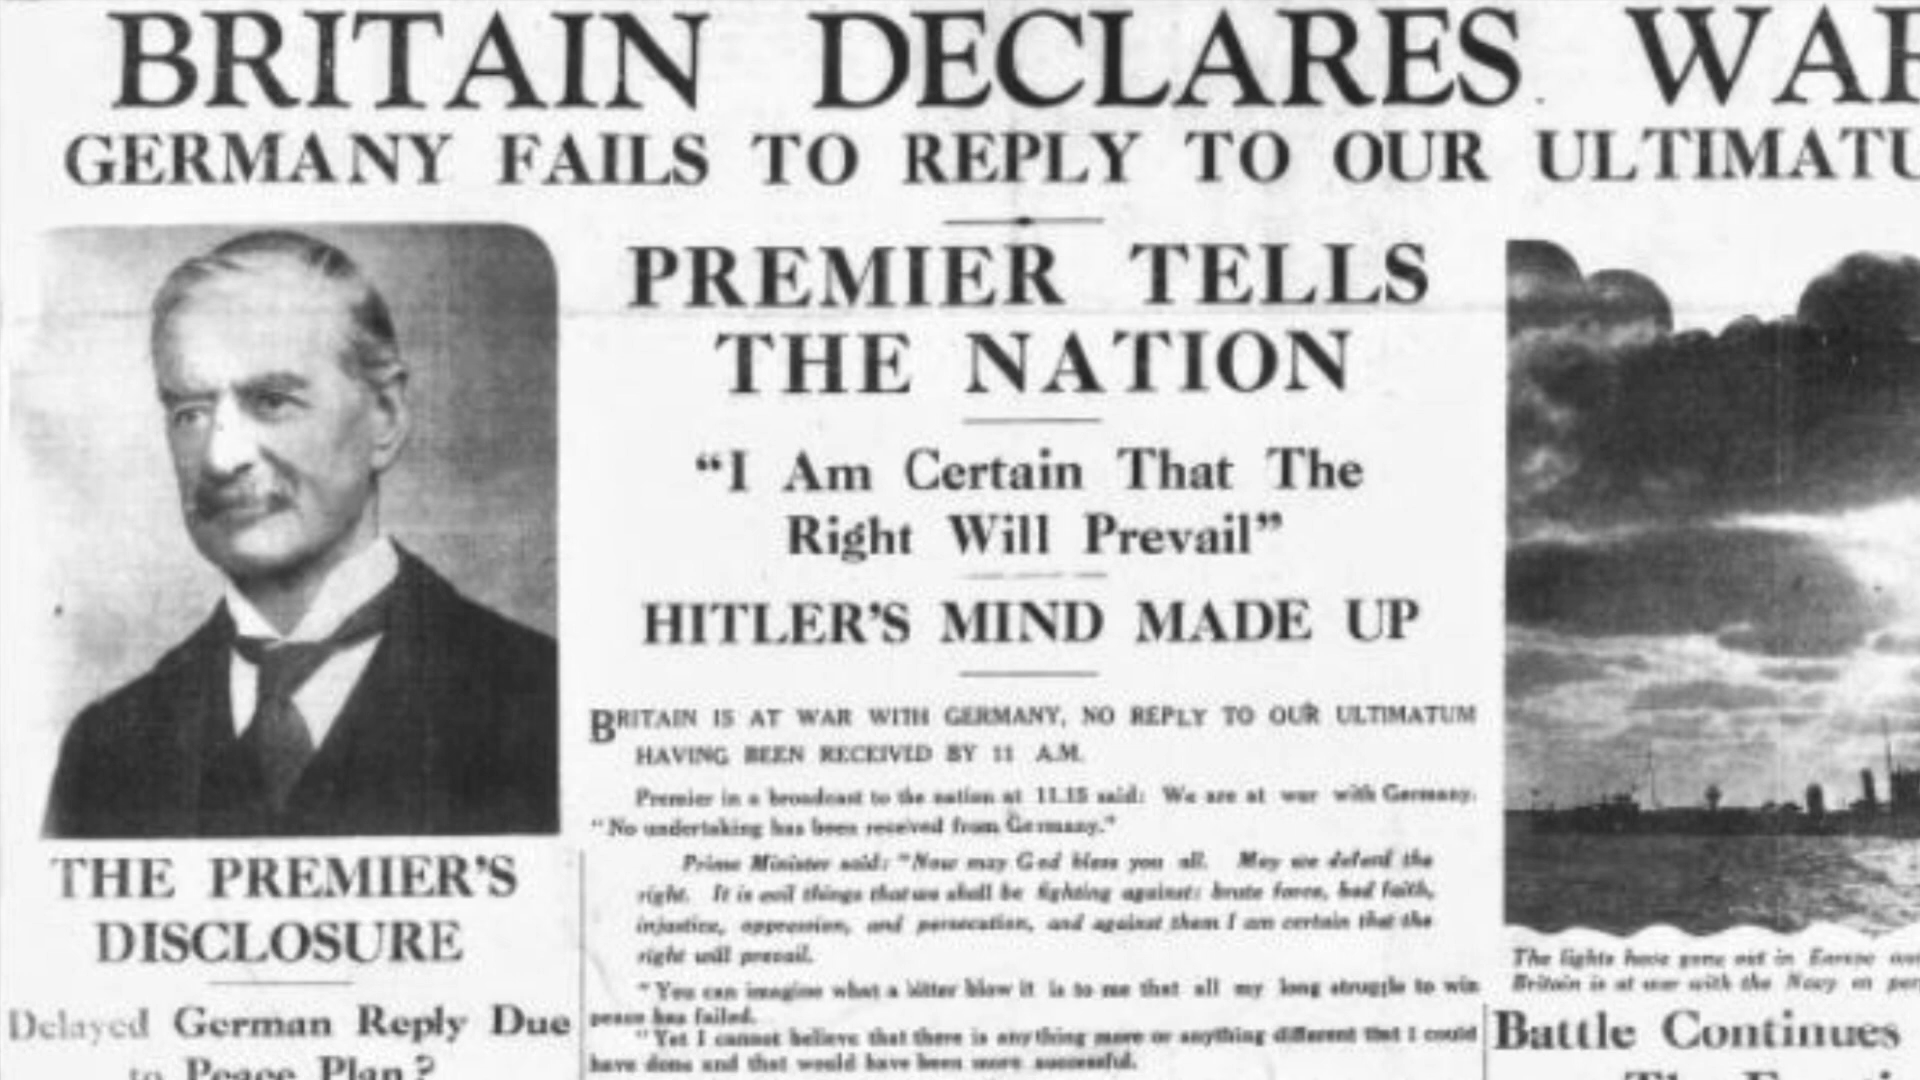 BRITAIN DECLARES WAR
GERMANY FAILS TO REPLY TO OUR ULTIMATU
PREMIER TELLS
THE NATION
"I Am Certain That The
Right Will Prevail"
HITLER'S MIND MADE UP
BRITAIN IS AT WAR WITH GERMANY, NO REPLY TO OUR ULTIMATUM
HAVING BEEN RECEIVED BY 11 A.M.
Premier in a broadcast to the nation at 11.15 said: We are at war with Germany.
"No undertaking has been received from Germany."
Prime Minister said: "Now may God bless you all. May we defend the
right. It is evil things that we shall be fighting against: brute force, bad faith,
injustice, oppression, and persecution, and against them I am certain that the
right will prevail.
"You can imagine what a bitter blow it is to me that all my long struggle to win
peace has failed.
"Yet I cannot believe that there is anything more or anything different that I could
have done and that would have been more successful.
THE PREMIER'S
DISCLOSURE
Delayed German Reply Due
to Peace Plan?
The lights have gone out in Europe
Britain is at war with the Navy on
Battle Continues